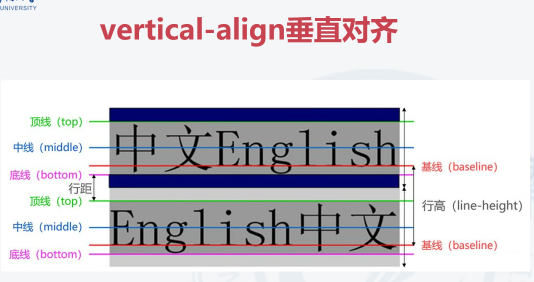 UNIVERSITY
vertical-align垂直对齐
顶线（top）
中线（middle）
底线（bottom）
行距
顶线（top）
中线（middle）
底线（bottom）
中文English
English中文
基线（baseline）
行高（line-height）
基线（baseline）